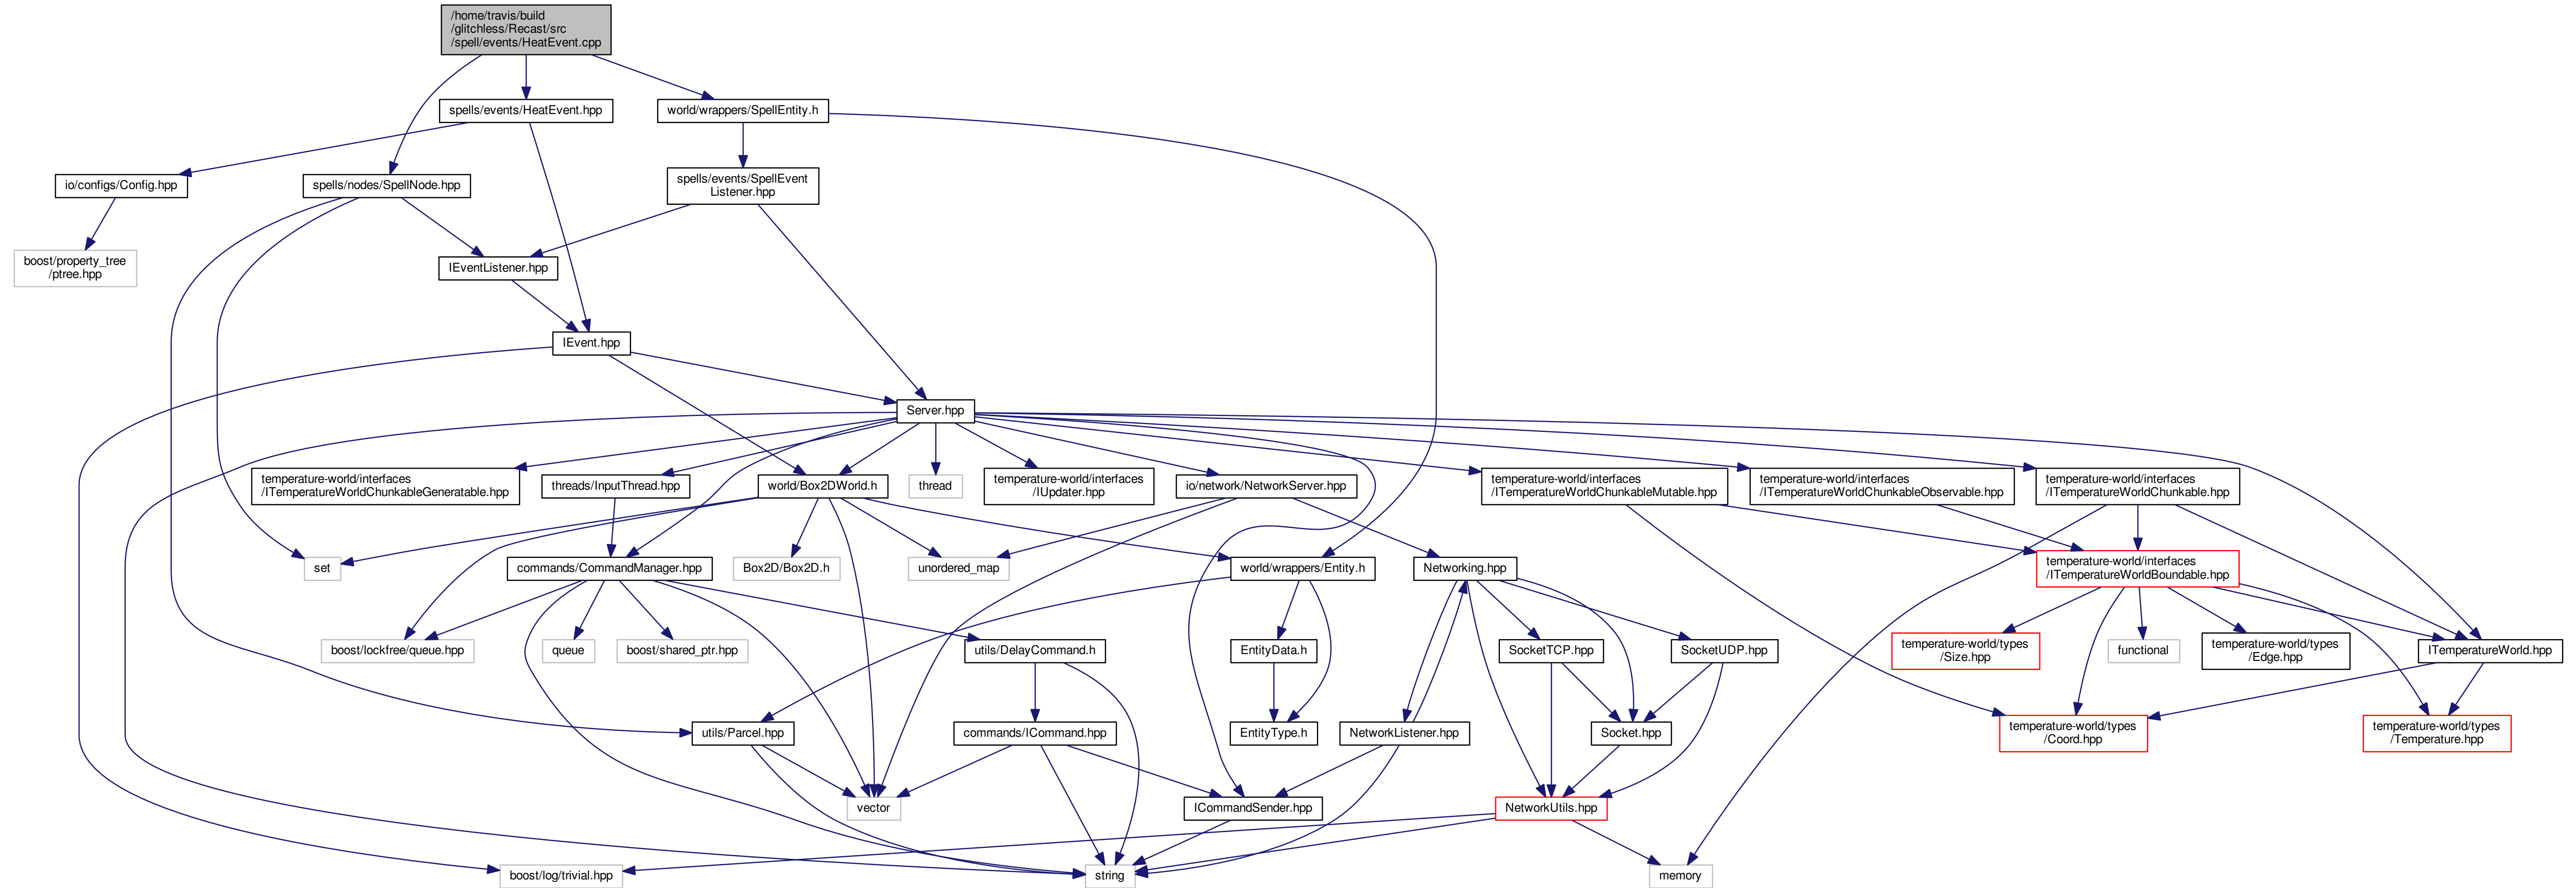 /home/travis/build
/glitchless/Recast/src
/spell/events/HeatEvent.cpp
spells/events/HeatEvent.hpp
world/wrappers/SpellEntity.h
io/configs/Config.hpp
spells/nodes/SpellNode.hpp
spells/events/SpellEvent
Listener.hpp
boost/property_tree
/ptree.hpp
IEventListener.hpp
IEvent.hpp
Server.hpp
temperature-world/interfaces
/ITemperatureWorldChunkableGeneratable.hpp
threads/InputThread.hpp
world/Box2DWorld.h
thread
temperature-world/interfaces
/IUpdater.hpp
io/network/NetworkServer.hpp
temperature-world/interfaces
/ITemperatureWorldChunkableMutable.hpp
temperature-world/interfaces
/ITemperatureWorldChunkableObservable.hpp
temperature-world/interfaces
/ITemperatureWorldChunkable.hpp
set
commands/CommandManager.hpp
Box2D/Box2D.h
unordered_map
world/wrappers/Entity.h
Networking.hpp
temperature-world/interfaces
/ITemperatureWorldBoundable.hpp
boost/lockfree/queue.hpp
queue
boost/shared_ptr.hpp
utils/DelayCommand.h
EntityData.h
SocketTCP.hpp
SocketUDP.hpp
temperature-world/types
/Size.hpp
functional
temperature-world/types
/Edge.hpp
ITemperatureWorld.hpp
utils/Parcel.hpp
commands/ICommand.hpp
EntityType.h
NetworkListener.hpp
Socket.hpp
temperature-world/types
/Coord.hpp
temperature-world/types
/Temperature.hpp
vector
ICommandSender.hpp
NetworkUtils.hpp
boost/log/trivial.hpp
string
memory